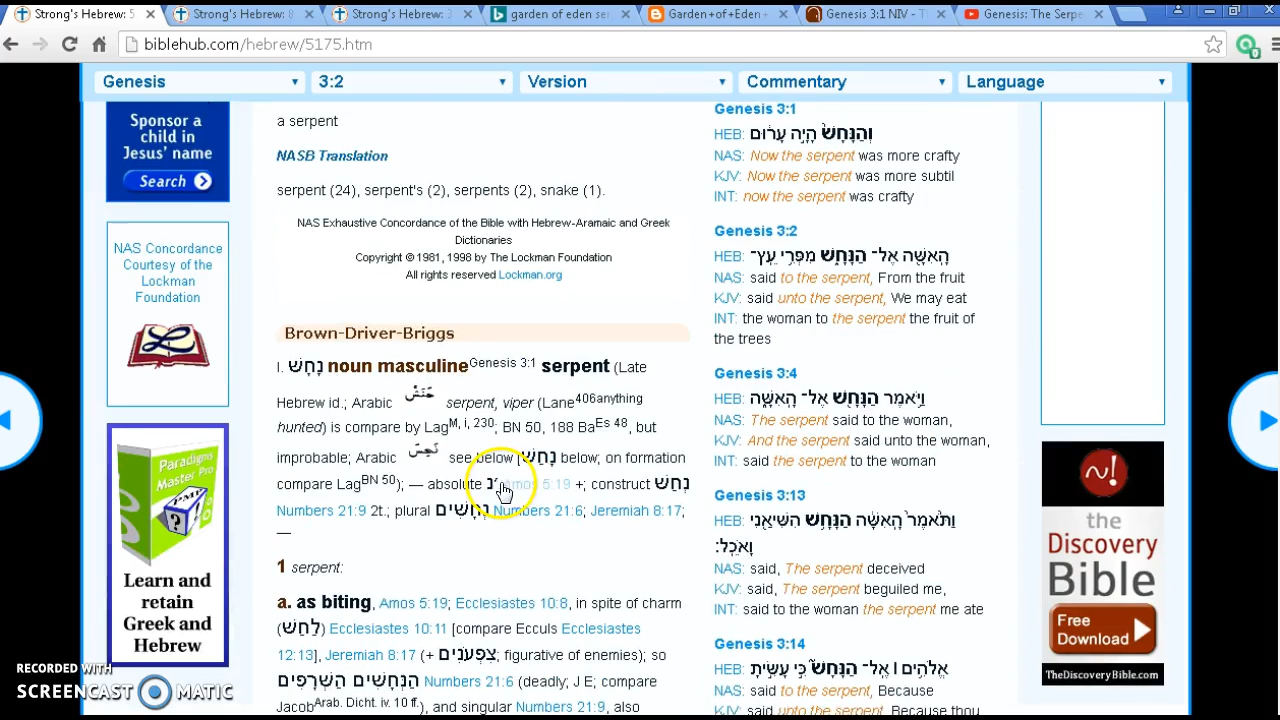 Strong's Hebrew: 5
Strong's Hebrew: 8
Strong's Hebrew: 3
garden of eden se
Garden+of+Eden
Genesis 3:1 NIV - T
Genesis: The Serpe
biblehub.com/hebrew/5175.htm
Genesis
3:2
Version
Commentary
Language
Sponsor a
child in
Jesus' name
Search
NAS Concordance
Courtesy of the
Lockman
Foundation
Paradigms
Master Pro
PMP
?
Learn and
retain
Greek and
Hebrew
a serpent
NASB Translation
serpent (24), serpent's (2), serpents (2), snake (1).
NAS Exhaustive Concordance of the Bible with Hebrew-Aramaic and Greek
Dictionaries
Copyright © 1981, 1998 by The Lockman Foundation
All rights reserved Lockman.org
Brown-Driver-Briggs
I. נָחָשׁ noun masculine Genesis 3:1 serpent (Late
Hebrew id.; Arabic حَنَشْ serpent, viper (Lane 406 anything
hunted) is compare by Lag M, i, 230; BN 50, 188 Ba Es 48, but
improbable; Arabic see below [נָחַשׁ below; on formation
compare Lag BN 50); — absolute נ׳ Amos 5:19 +; construct נְחַשׁ
Numbers 21:9 2t.; plural נְחָשִׁים Numbers 21:6; Jeremiah 8:17;
—
1 serpent:
a. as biting, Amos 5:19; Ecclesiastes 10:8, in spite of charm
(לַחַשׁ) Ecclesiastes 10:11 [compare Ecculs Ecclesiastes
12:13], Jeremiah 8:17 (+ צִפְעֹנִים; figurative of enemies); so
הַנְּחָשִׁים הַשְּׂרָפִים Numbers 21:6 (deadly; J E; compare
Jacob Arab. Dicht. iv. 10 ff.), and singular Numbers 21:9, also
Genesis 3:1
HEB: וְהַנָּחָשׁ֙ הָיָ֣ה עָר֔וּם
NAS: Now the serpent was more crafty
KJV: Now the serpent was more subtil
INT: now the serpent was crafty
Genesis 3:2
HEB: הָֽאִשָּׁ֖ה אֶל־ הַנָּחָ֑שׁ מִפְּרִ֥י עֵֽץ־
NAS: said to the serpent, From the fruit
KJV: said unto the serpent, We may eat
INT: the woman to the serpent the fruit of
the trees
Genesis 3:4
HEB: וַיֹּ֥אמֶר הַנָּחָ֖שׁ אֶל־ הָֽאִשָּׁ֑ה
NAS: The serpent said to the woman,
KJV: And the serpent said unto the woman,
INT: said the serpent to the woman
Genesis 3:13
HEB: וַתֹּ֙אמֶר֙ הָֽאִשָּׁ֔ה הַנָּחָ֥שׁ הִשִּׁיאַ֖נִי
וָאֹכֵֽל׃
NAS: said, The serpent deceived
KJV: said, The serpent beguiled me,
INT: said to the woman the serpent me ate
Genesis 3:14
HEB: אֱלֹהִ֥ים ׀ אֶֽל־ הַנָּחָשׁ֮ כִּ֣י עָשִׂ֣יתָ
NAS: said to the serpent, Because
KJV: said unto the serpent, Because thou
the
Discovery
Bible
Free
Download
TheDiscoveryBible.com
RECORDED WITH
SCREENCAST MATIC